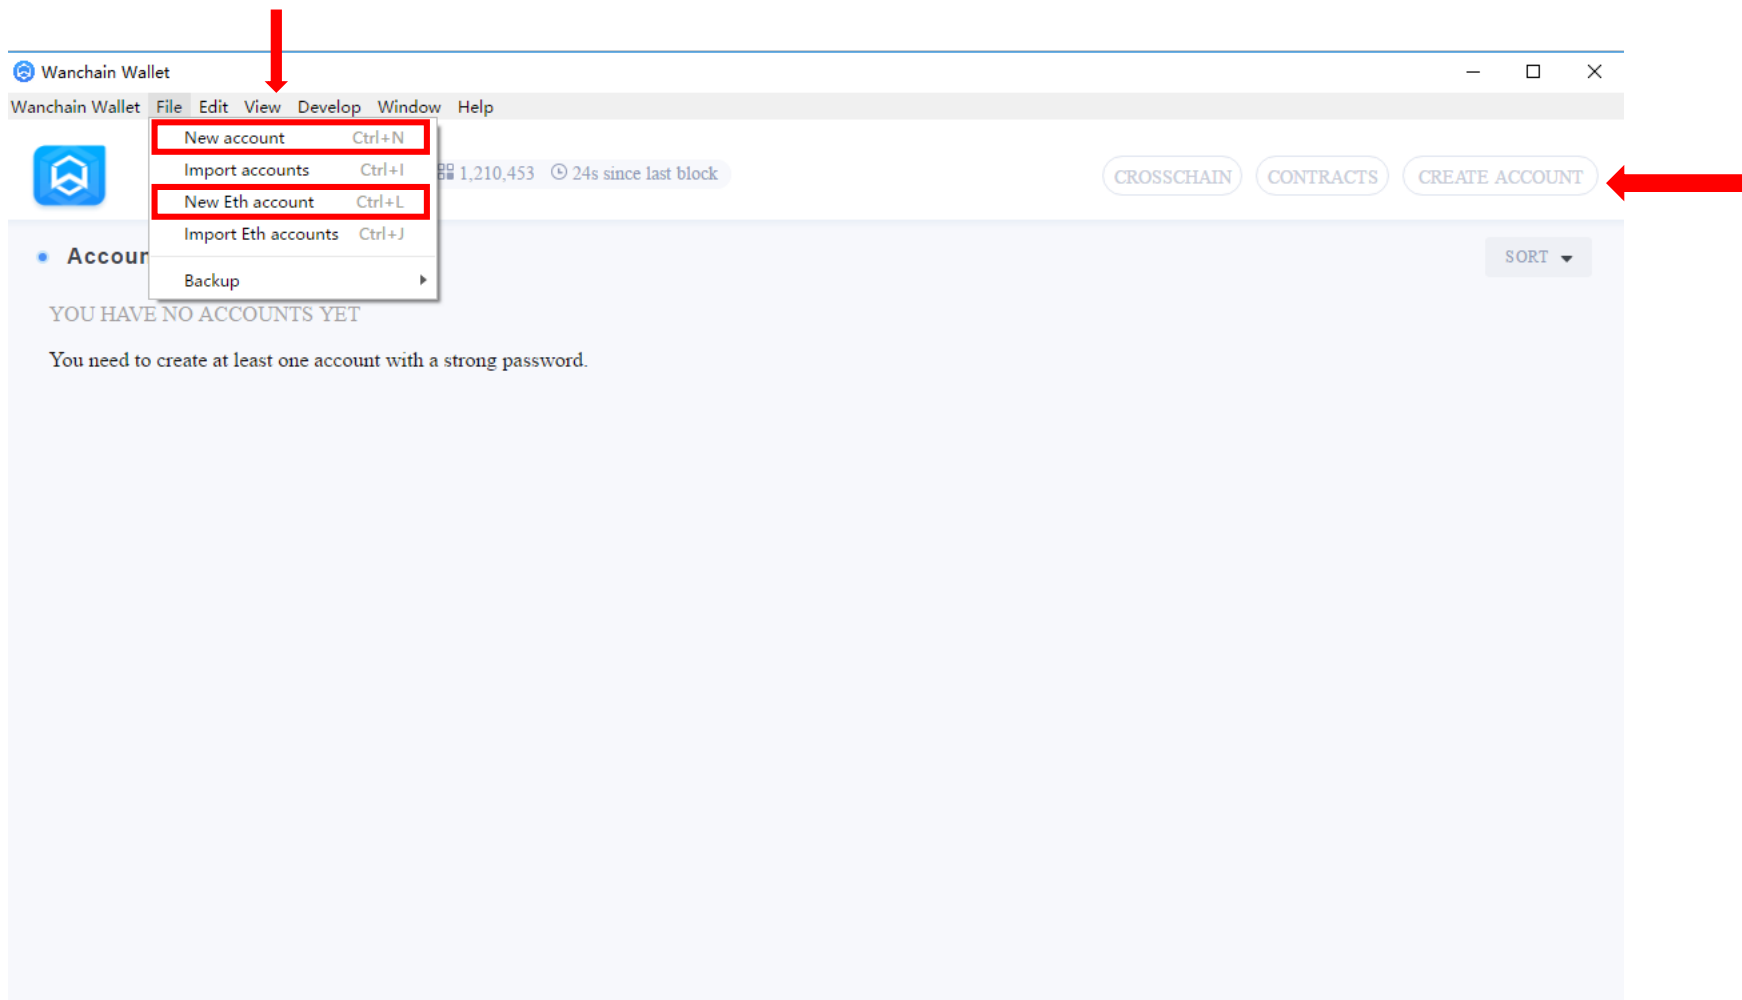 Wanchain Wallet
Wanchain Wallet File Edit View Develop Window Help
New account Ctrl+N
Import accounts Ctrl+I
New Eth account Ctrl+L
Import Eth accounts Ctrl+J
Backup
1,210,453 24s since last block
CROSSCHAIN CONTRACTS CREATE ACCOUNT
Accour
SORT
YOU HAVE NO ACCOUNTS YET
You need to create at least one account with a strong password.